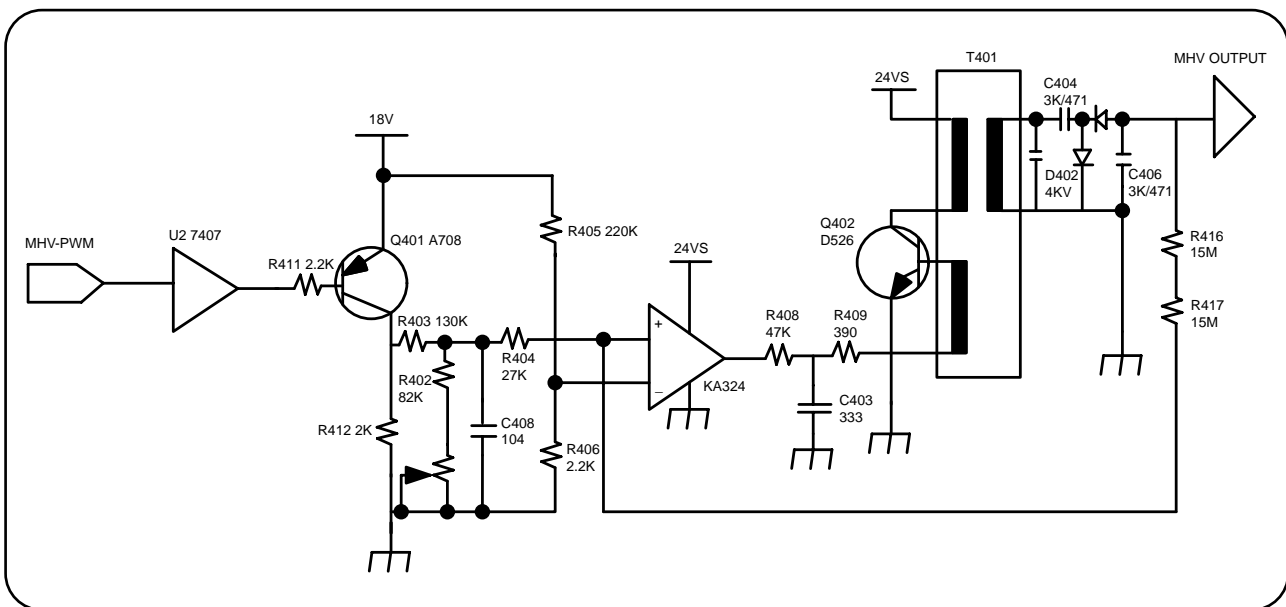 T401
MHV OUTPUT
24VS
C404
3K/471
18V
D402
4KV
C406
3K/471
MHV-PWM
U2 7407
Q401 A708
R405 220K
Q402
D526
R416
15M
24VS
R411 2.2K
R403 130K
R404
27K
+
–
KA324
R408
47K
R409
390
R417
15M
R402
82K
C408
104
C403
333
R412 2K
R406
2.2K